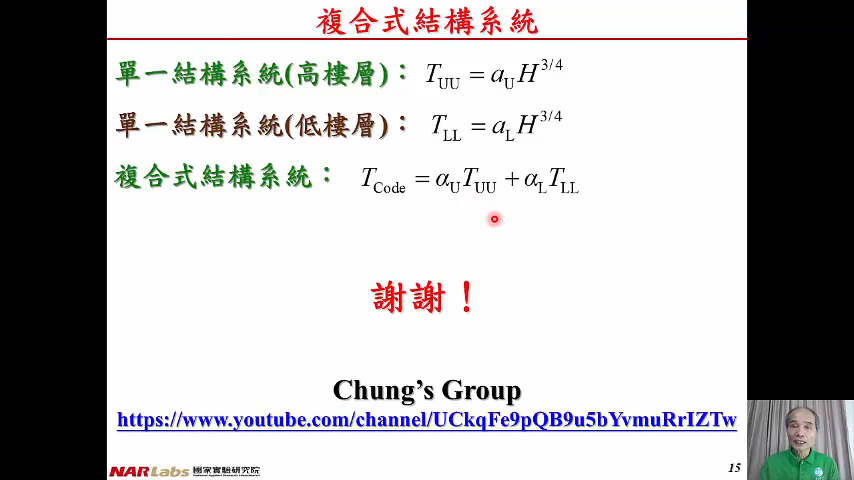 複合式結構系統
單一結構系統(高樓層)： T_UU = a_U H^{3/4}
單一結構系統(低樓層)： T_LL = a_L H^{3/4}
複合式結構系統： T_Code = α_U T_UU + α_L T_LL
謝謝！
Chung's Group
https://www.youtube.com/channel/UCkqFe9pQB9u5bYvmuRrIZTw
NARLabs 國家實驗研究院
15